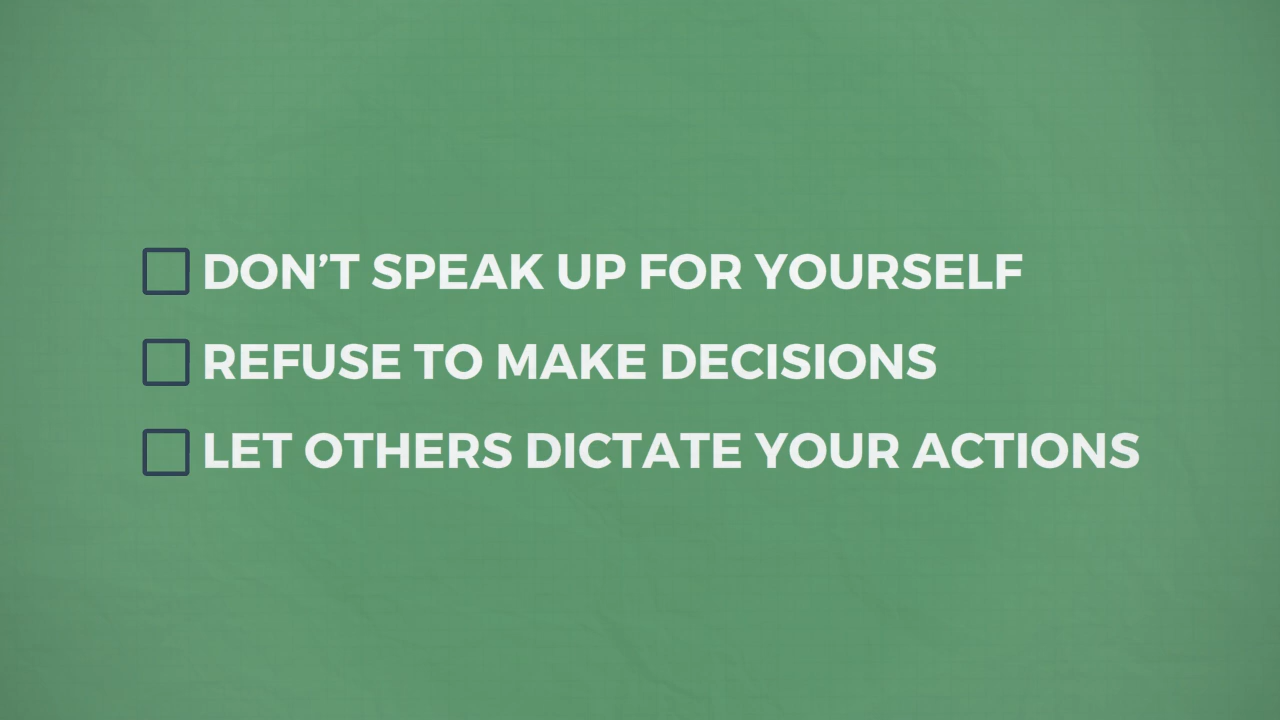 DON’T SPEAK UP FOR YOURSELF
REFUSE TO MAKE DECISIONS
LET OTHERS DICTATE YOUR ACTIONS